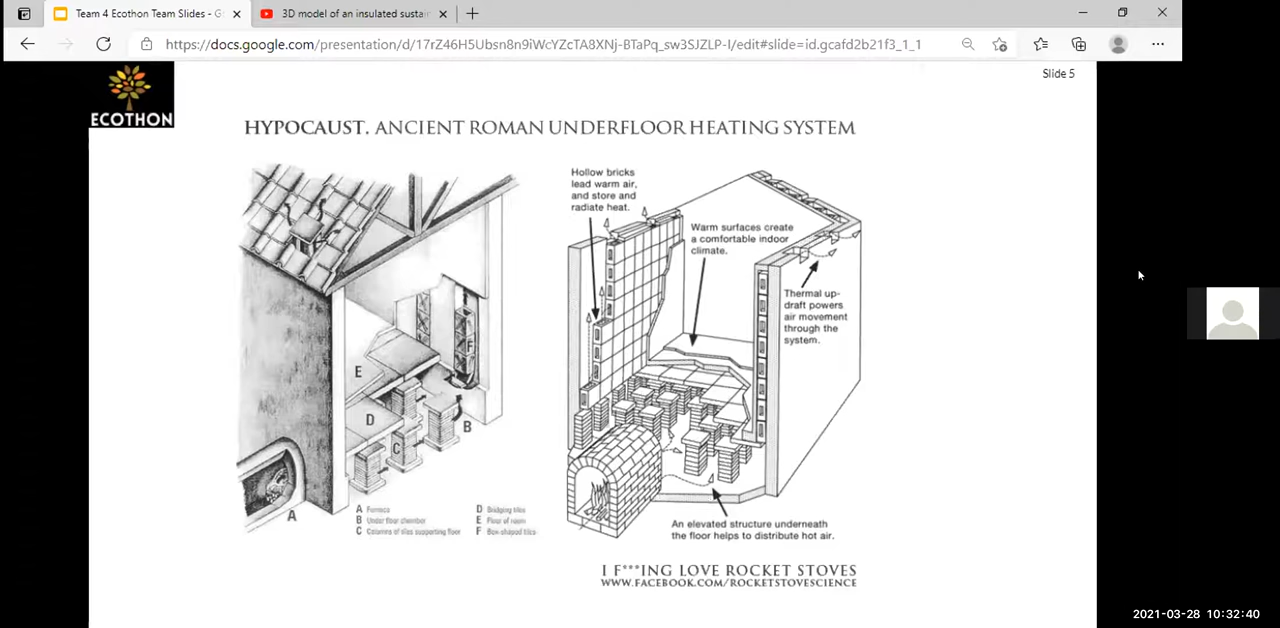 Team 4 Ecothon Team Slides - G
3D model of an insulated sustain
https://docs.google.com/presentation/d/17rZ46H5Ubsn8n9iWcYZcTA8XNj-BTaPq_sw3SJZLP-I/edit#slide=id.gcafd2b21f3_1_1
Slide 5
ECOTHON
HYPOCAUST. ANCIENT ROMAN UNDERFLOOR HEATING SYSTEM
Hollow bricks
lead warm air,
and store and
radiate heat.
Warm surfaces create
a comfortable indoor
climate.
Thermal up-
draft powers
air movement
through the
system.
F
E
D
B
C
A
A Furnace
B Under floor chamber
C Columns of tiles supporting floor
D Bridging tiles
E Floor of room
F Box-shaped tiles
An elevated structure underneath
the floor helps to distribute hot air.
I F***ING LOVE ROCKET STOVES
WWW.FACEBOOK.COM/ROCKETSTOVESCIENCE
2021-03-28 10:32:40